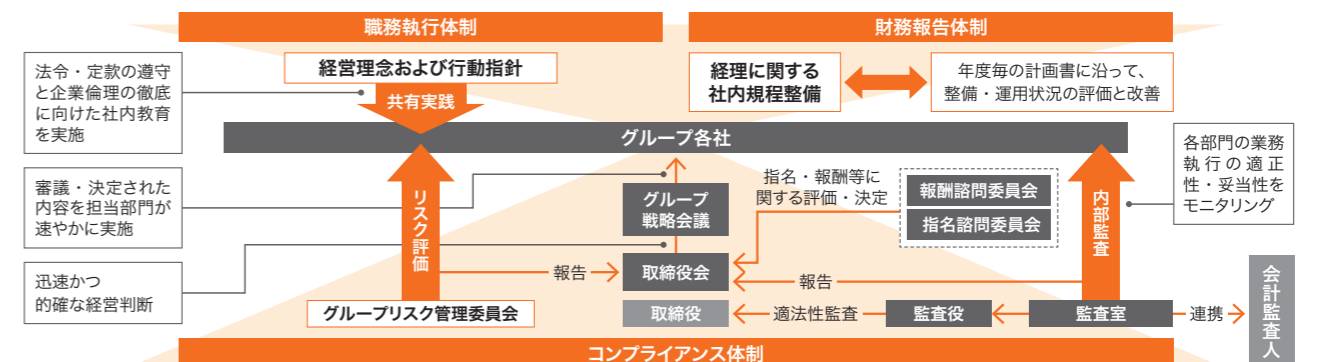 職務執行体制
財務報告体制
法令・定款の遵守
と企業倫理の徹底
に向けた社内教育
を実施
経営理念および行動指針
共有実践
経理に関する
社内規程整備
年度毎の計画書に沿って、
整備・運用状況の評価と改善
グループ各社
各部門の業務
執行の適正
性・妥当性を
モニタリング
審議・決定された
内容を担当部門が
速やかに実施
リスク評価
グループ
戦略会議
指名・報酬等に
関する評価・決定
報酬諮問委員会
指名諮問委員会
内部監査
迅速かつ
的確な経営判断
報告
取締役会
報告
グループリスク管理委員会
取締役
適法性監査
監査役
監査室
連携
会計監査人
コンプライアンス体制